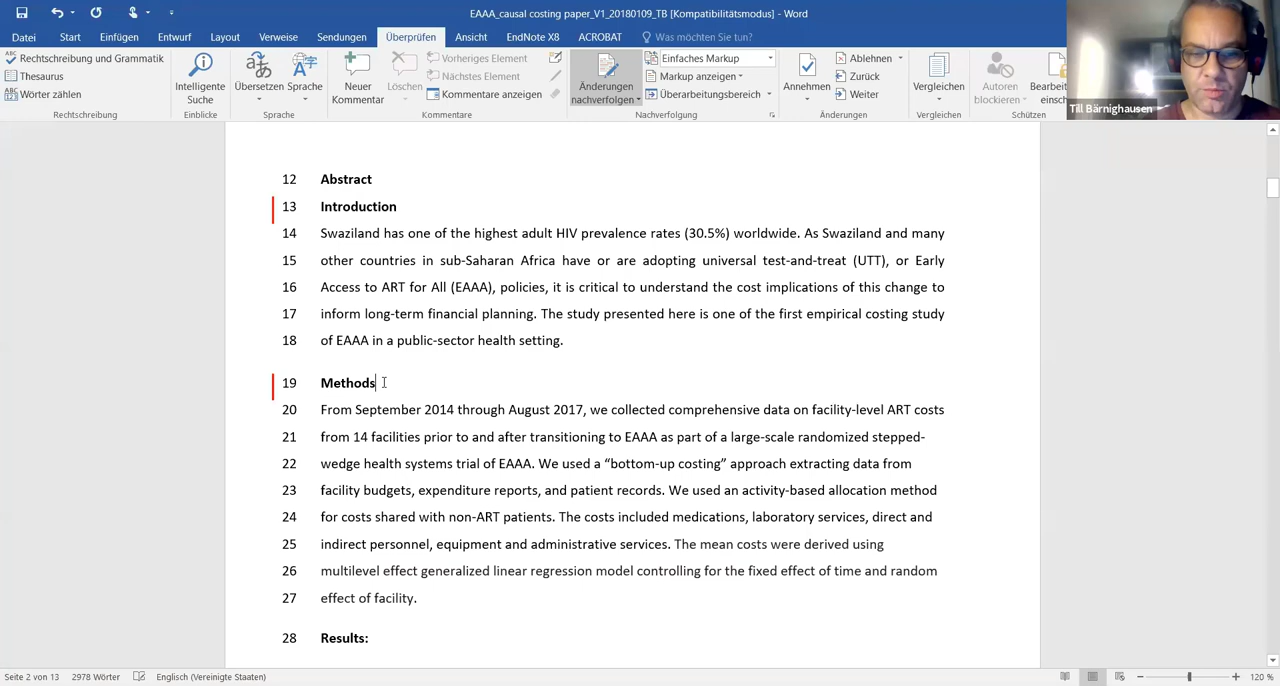 EAAA_causal costing paper_V1_20180109_TB [Kompatibilitätsmodus] - Word
Datei Start Einfügen Entwurf Layout Verweise Sendungen Überprüfen Ansicht EndNote X8 ACROBAT Was möchten Sie tun?
Rechtschreibung und Grammatik
Thesaurus
Wörter zählen
Rechtschreibung
Intelligente
Suche
Einblicke
Übersetzen Sprache
Sprache
Neuer
Kommentar
Löschen
Vorheriges Element
Nächstes Element
Kommentare anzeigen
Kommentare
Änderungen
nachverfolgen
Einfaches Markup
Markup anzeigen
Überarbeitungsbereich
Nachverfolgung
Annehmen
Ablehnen
Zurück
Weiter
Änderungen
Vergleichen
Vergleichen
Autoren
blockieren
Bearbeit
einsch
Schützen
Till Bärnighausen
12 Abstract
13 Introduction
14 Swaziland has one of the highest adult HIV prevalence rates (30.5%) worldwide. As Swaziland and many
15 other countries in sub-Saharan Africa have or are adopting universal test-and-treat (UTT), or Early
16 Access to ART for All (EAAA), policies, it is critical to understand the cost implications of this change to
17 inform long-term financial planning. The study presented here is one of the first empirical costing study
18 of EAAA in a public-sector health setting.
19 Methods
20 From September 2014 through August 2017, we collected comprehensive data on facility-level ART costs
21 from 14 facilities prior to and after transitioning to EAAA as part of a large-scale randomized stepped-
22 wedge health systems trial of EAAA. We used a “bottom-up costing” approach extracting data from
23 facility budgets, expenditure reports, and patient records. We used an activity-based allocation method
24 for costs shared with non-ART patients. The costs included medications, laboratory services, direct and
25 indirect personnel, equipment and administrative services. The mean costs were derived using
26 multilevel effect generalized linear regression model controlling for the fixed effect of time and random
27 effect of facility.
28 Results:
Seite 2 von 13 2978 Wörter Englisch (Vereinigte Staaten) 120 %